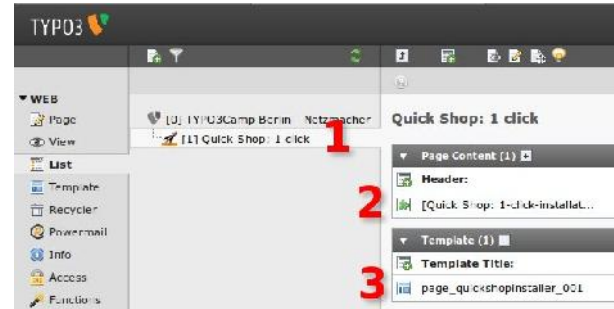 TYPO3
WEB
Page
View
List
Template
Recycler
Powermail
Info
Access
Functions
[0] TYPO3Camp Berlin - Netzmacher
[1] Quick Shop: 1 click
1
Quick Shop: 1 click
Page Content (1)
Header:
2
[Quick Shop: 1-click-installat...
Template (1)
Template Title:
3
page_quickshopinstaller_001